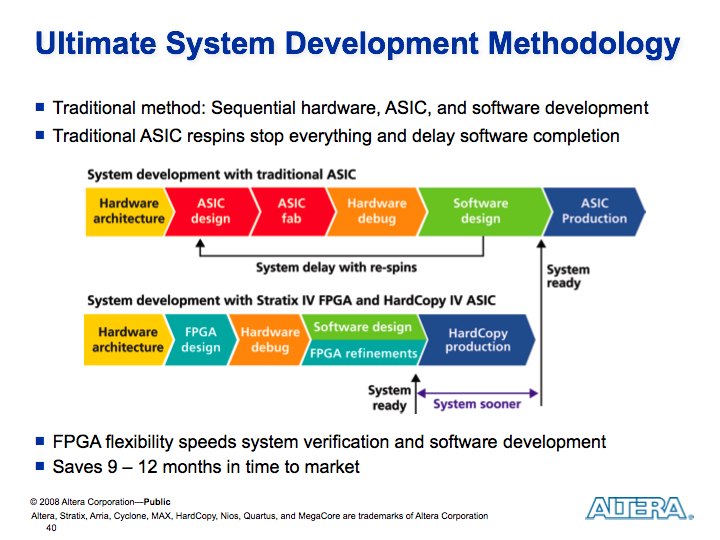 Ultimate System Development Methodology
Traditional method: Sequential hardware, ASIC, and software development
Traditional ASIC respins stop everything and delay software completion
System development with traditional ASIC
Hardware
architecture
ASIC
design
ASIC
fab
Hardware
debug
Software
design
ASIC
Production
System delay with re-spins
System
ready
System development with Stratix IV FPGA and HardCopy IV ASIC
Hardware
architecture
FPGA
design
Hardware
debug
Software design
FPGA refinements
HardCopy
production
System
ready
System sooner
FPGA flexibility speeds system verification and software development
Saves 9 – 12 months in time to market
© 2008 Altera Corporation—Public
Altera, Stratix, Arria, Cyclone, MAX, HardCopy, Nios, Quartus, and MegaCore are trademarks of Altera Corporation
40
ALTERA®